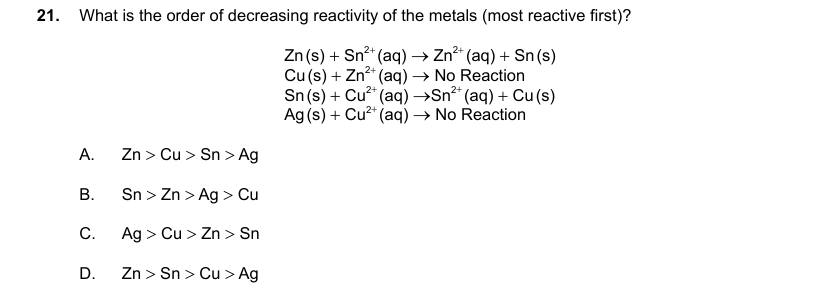 21. What is the order of decreasing reactivity of the metals (most reactive first)?
Zn(s) + Sn²⁺(aq) → Zn²⁺(aq) + Sn(s)
Cu(s) + Zn²⁺(aq) → No Reaction
Sn(s) + Cu²⁺(aq) →Sn²⁺(aq) + Cu(s)
Ag(s) + Cu²⁺(aq) → No Reaction
A. Zn > Cu > Sn > Ag
B. Sn > Zn > Ag > Cu
C. Ag > Cu > Zn > Sn
D. Zn > Sn > Cu > Ag